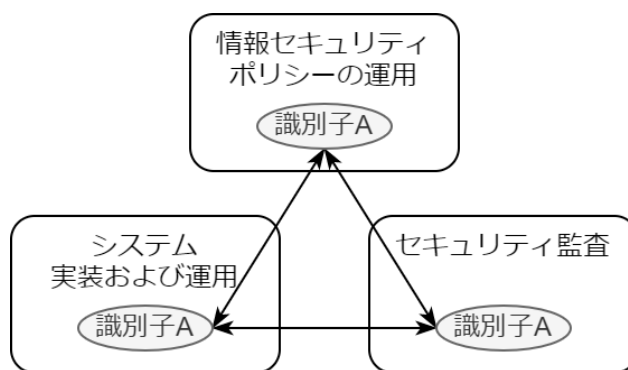 情報セキュリティ
ポリシーの運用
識別子A
システム
実装および運用
識別子A
セキュリティ監査
識別子A